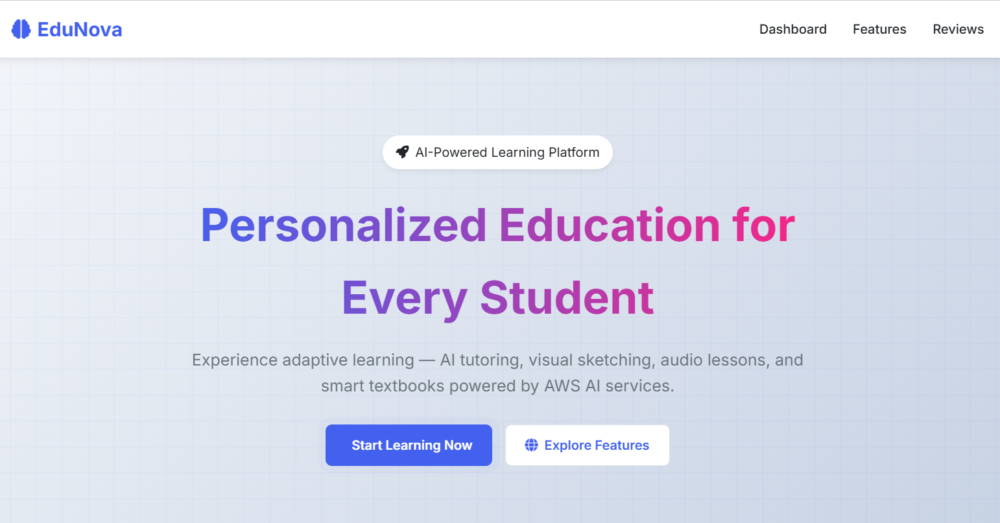 EduNova
Dashboard
Features
Reviews
AI-Powered Learning Platform
Personalized Education for
Every Student
Experience adaptive learning — AI tutoring, visual sketching, audio lessons, and
smart textbooks powered by AWS AI services.
Start Learning Now
Explore Features